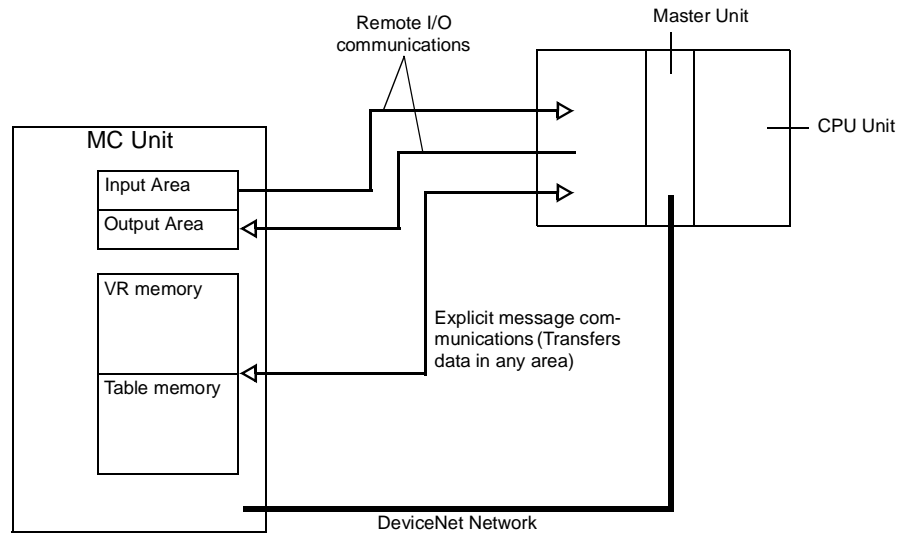 Remote I/O
communications
Master Unit
CPU Unit
MC Unit
Input Area
Output Area
VR memory
Table memory
Explicit message com-
munications (Transfers
data in any area)
DeviceNet Network